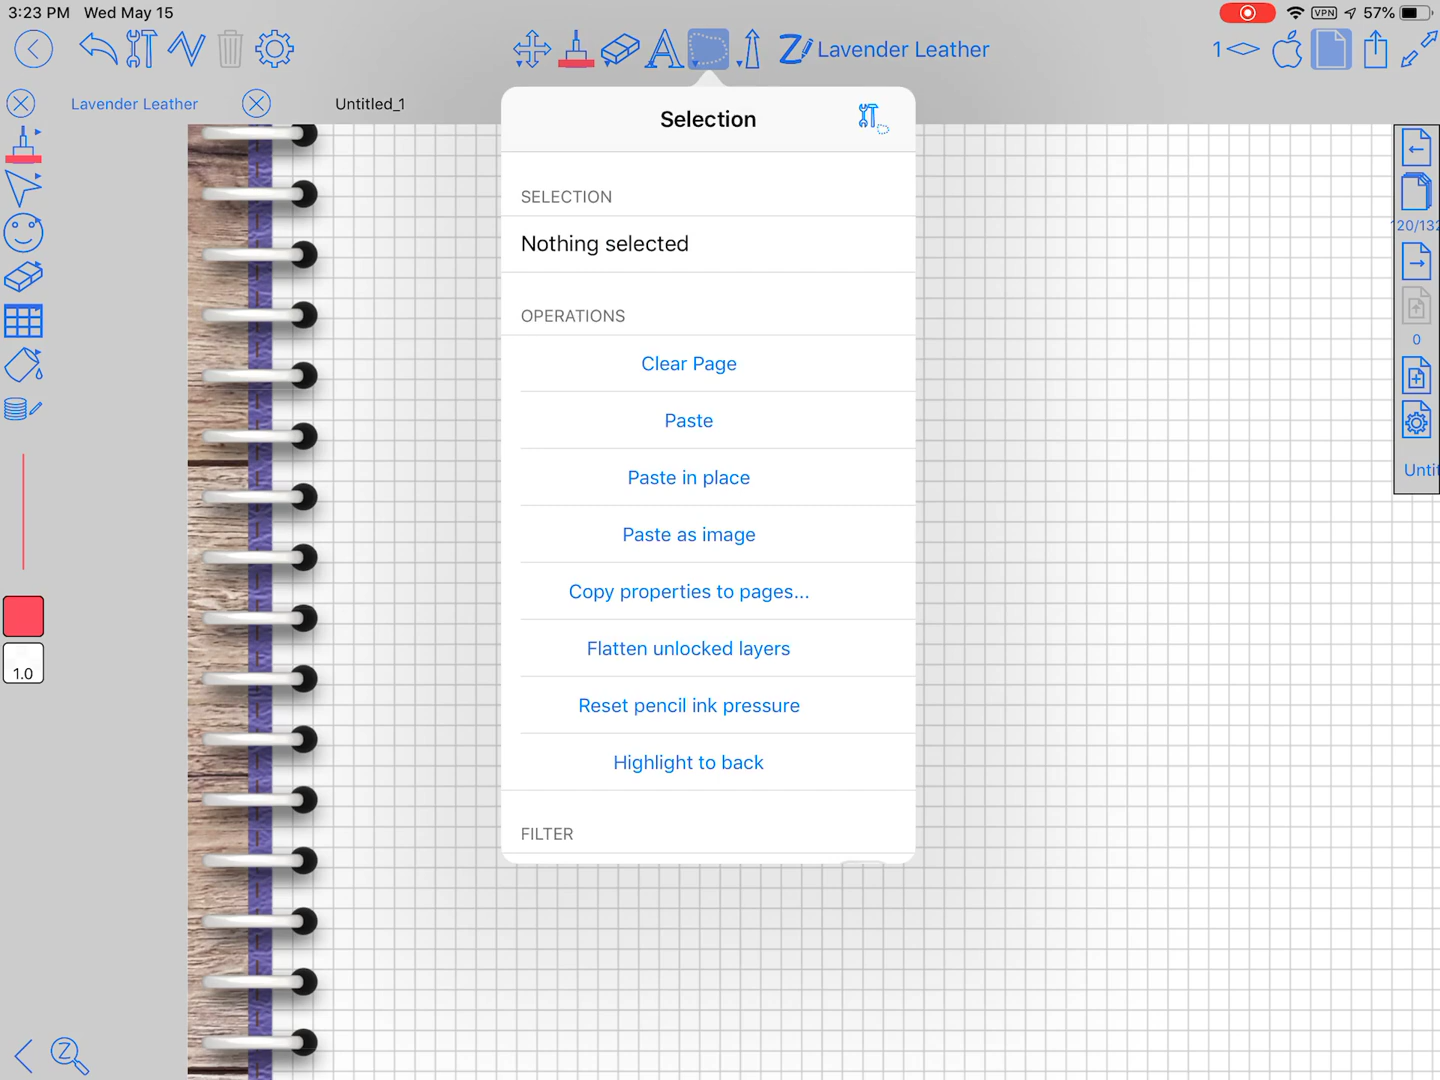 3:23 PM Wed May 15
VPN 57%
Lavender Leather
1
Lavender Leather
Untitled_1
Selection
SELECTION
Nothing selected
OPERATIONS
Clear Page
Paste
Paste in place
Paste as image
Copy properties to pages...
Flatten unlocked layers
Reset pencil ink pressure
Highlight to back
FILTER
1.0
120/132
0
Untit